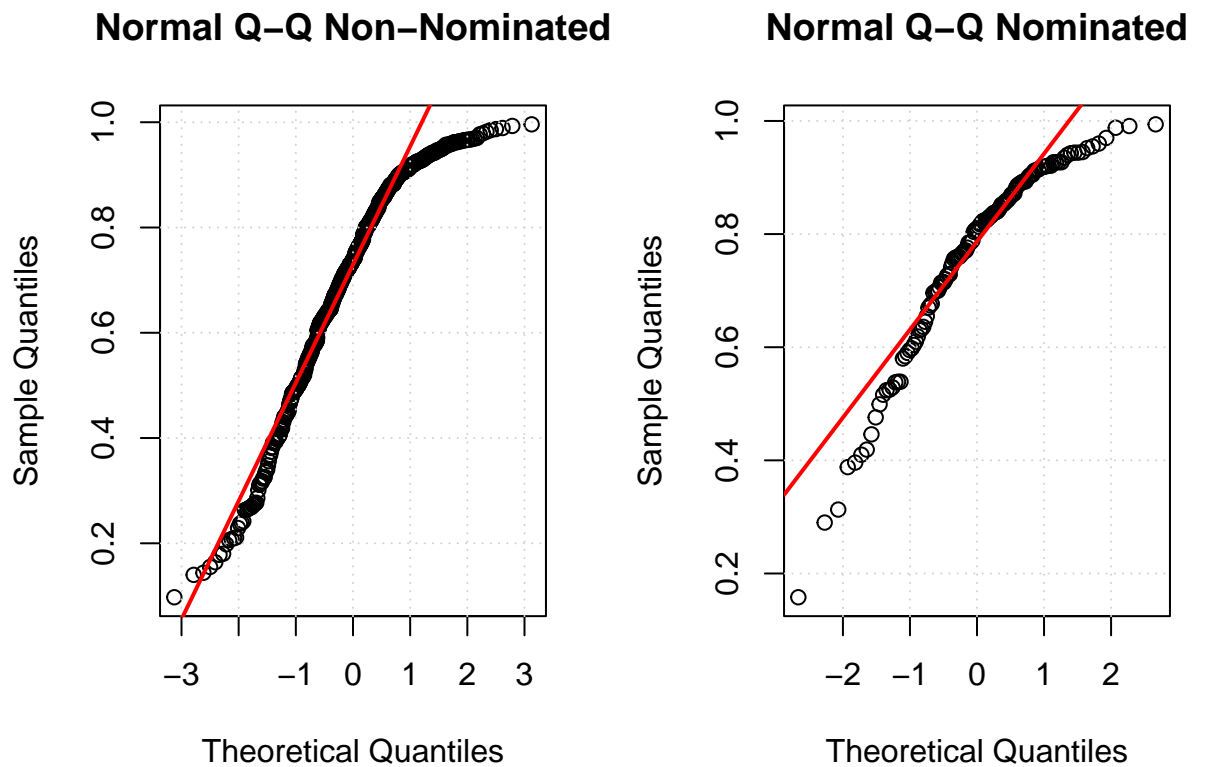 Normal Q−Q Non−Nominated
Sample Quantiles
1.0
0.8
0.6
0.4
0.2
−3 −1 0 1 2 3
Theoretical Quantiles
Normal Q−Q Nominated
Sample Quantiles
1.0
0.8
0.6
0.4
0.2
−2 −1 0 1 2
Theoretical Quantiles